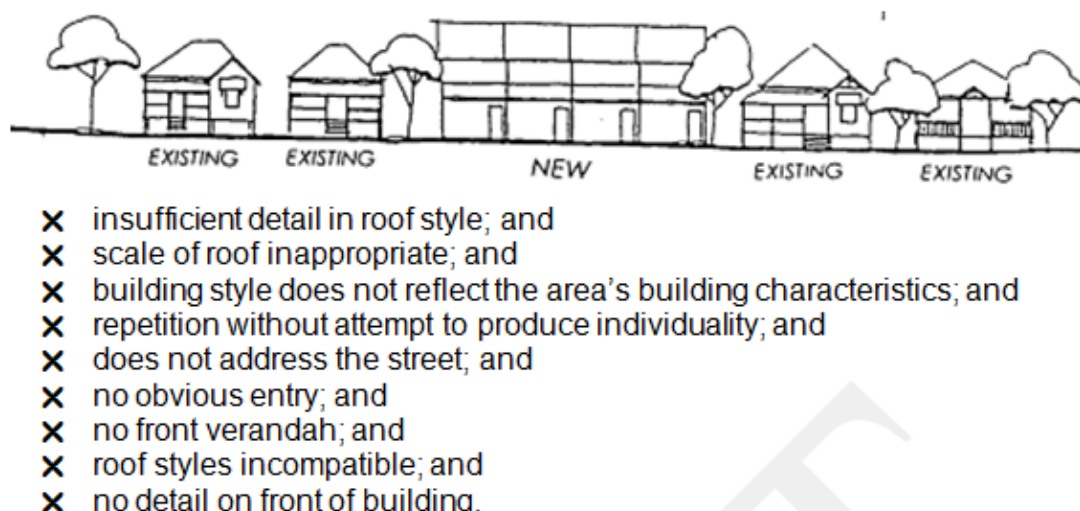 EXISTING EXISTING NEW EXISTING EXISTING
✗ insufficient detail in roof style; and
✗ scale of roof inappropriate; and
✗ building style does not reflect the area’s building characteristics; and
✗ repetition without attempt to produce individuality; and
✗ does not address the street; and
✗ no obvious entry; and
✗ no front verandah; and
✗ roof styles incompatible; and
✗ no detail on front of building.